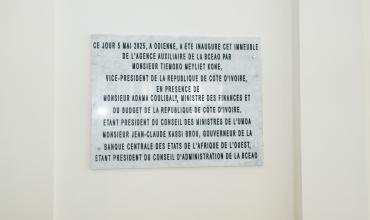 CE JOUR 5 MAI 2025, A ODIENNE, A ETE INAUGURE CET IMMEUBLE
DE L'AGENCE AUXILIAIRE DE LA BCEAO PAR
MONSIEUR TIEMOKO MEYLIET KONE,
VICE-PRESIDENT DE LA REPUBLIQUE DE CÔTE D'IVOIRE,
EN PRESENCE DE
MONSIEUR ADAMA COULIBALY, MINISTRE DES FINANCES ET
DU BUDGET DE LA REPUBLIQUE DE CÔTE D'IVOIRE,
ETANT PRESIDENT DU CONSEIL DES MINISTRES DE L'UMOA
MONSIEUR JEAN-CLAUDE KASSI BROU, GOUVERNEUR DE LA
BANQUE CENTRALE DES ETATS DE L'AFRIQUE DE L'OUEST,
ETANT PRESIDENT DU CONSEIL D'ADMINISTRATION DE LA BCEAO